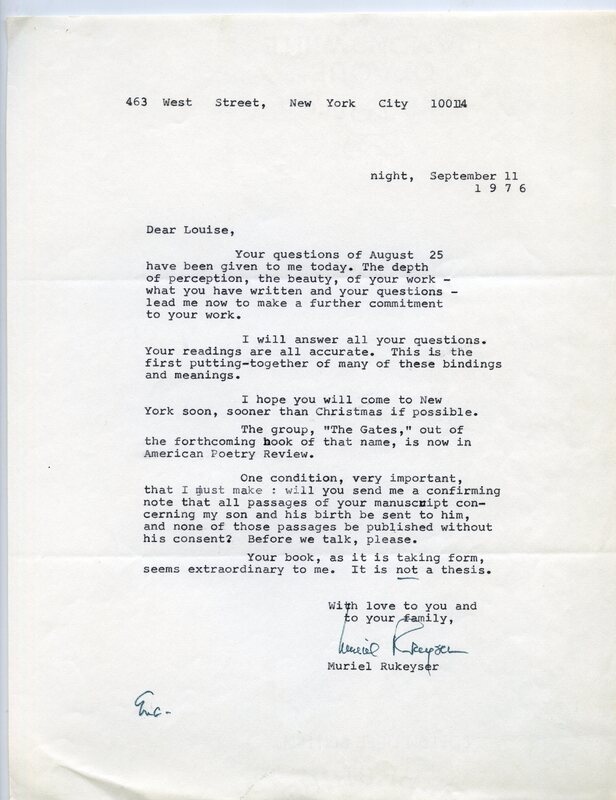 463 West Street, New York City 10014
night, September 11
1 9 7 6
Dear Louise,
Your questions of August 25
have been given to me today. The depth
of perception, the beauty, of your work -
what you have written and your questions -
lead me now to make a further commitment
to your work.
I will answer all your questions.
Your readings are all accurate. This is the
first putting-together of many of these bindings
and meanings.
I hope you will come to New
York soon, sooner than Christmas if possible.
The group, "The Gates," out of
the forthcoming book of that name, is now in
American Poetry Review.
One condition, very important,
that I must make : will you send me a confirming
note that all passages of your manuscript con-
cerning my son and his birth be sent to him,
and none of those passages be published without
his consent? Before we talk, please.
Your book, as it is taking form,
seems extraordinary to me. It is not a thesis.
With love to you and
to your family,
Muriel Rukeyser
Muriel Rukeyser
Enc-